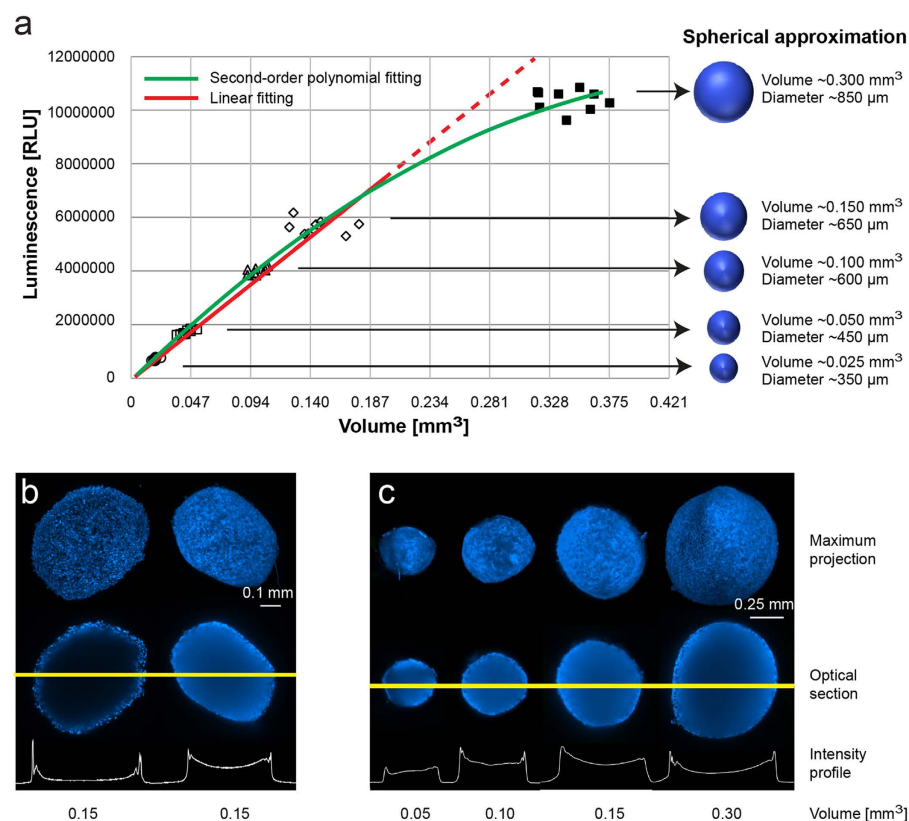 a
Spherical approximation
12000000
10000000
8000000
6000000
4000000
2000000
0
Luminescence [RLU]
Second-order polynomial fitting
Linear fitting
0 0.047 0.094 0.140 0.187 0.234 0.281 0.328 0.375 0.421
Volume [mm³]
Volume ~0.300 mm³
Diameter ~850 µm
Volume ~0.150 mm³
Diameter ~650 µm
Volume ~0.100 mm³
Diameter ~600 µm
Volume ~0.050 mm³
Diameter ~450 µm
Volume ~0.025 mm³
Diameter ~350 µm
b
0.1 mm
0.15 0.15
c
0.25 mm
Maximum
projection
Optical
section
Intensity
profile
0.05 0.10 0.15 0.30 Volume [mm³]